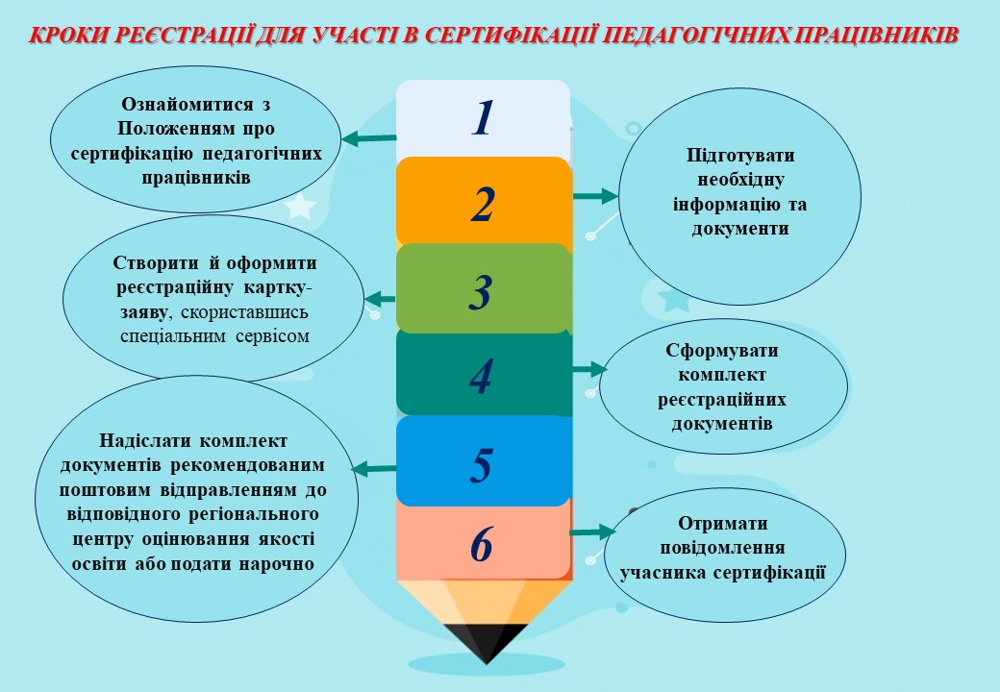 КРОКИ РЕЄСТРАЦІЇ ДЛЯ УЧАСТІ В СЕРТИФІКАЦІЇ ПЕДАГОГІЧНИХ ПРАЦІВНИКІВ
1
Ознайомитися з
Положенням про
сертифікацію педагогічних
працівників
2
Підготувати
необхідну
інформацію та
документи
3
Створити й оформити
реєстраційну картку-
заяву, скориставшись
спеціальним сервісом
4
Сформувати
комплект
реєстраційних
документів
5
Надіслати комплект
документів рекомендованим
поштовим відправленням до
відповідного регіонального
центру оцінювання якості
освіти або подати нарочно
6
Отримати
повідомлення
учасника сертифікації